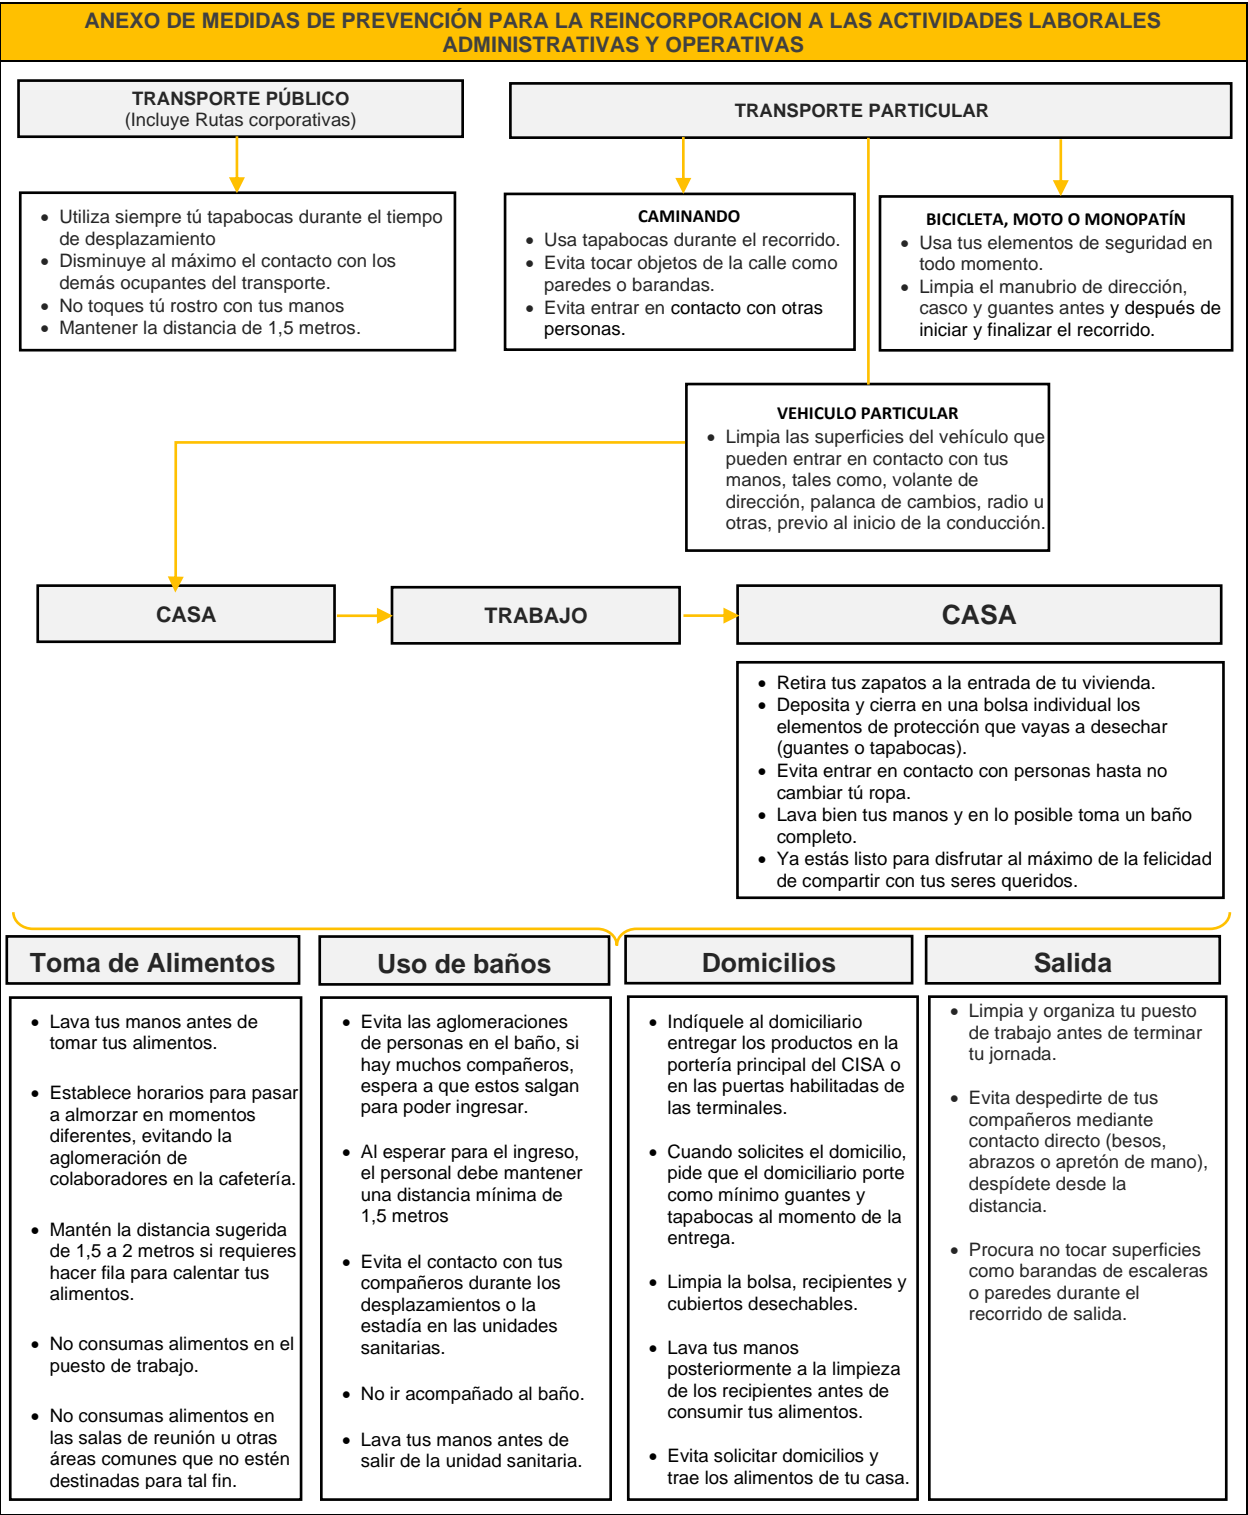 ANEXO DE MEDIDAS DE PREVENCIÓN PARA LA REINCORPORACION A LAS ACTIVIDADES LABORALES
ADMINISTRATIVAS Y OPERATIVAS
TRANSPORTE PÚBLICO
(Incluye Rutas corporativas)
TRANSPORTE PARTICULAR
• Utiliza siempre tú tapabocas durante el tiempo
de desplazamiento
• Disminuye al máximo el contacto con los
demás ocupantes del transporte.
• No toques tú rostro con tus manos
• Mantener la distancia de 1,5 metros.
CAMINANDO
• Usa tapabocas durante el recorrido.
• Evita tocar objetos de la calle como
paredes o barandas.
• Evita entrar en contacto con otras
personas.
BICICLETA, MOTO O MONOPATÍN
• Usa tus elementos de seguridad en
todo momento.
• Limpia el manubrio de dirección,
casco y guantes antes y después de
iniciar y finalizar el recorrido.
VEHICULO PARTICULAR
• Limpia las superficies del vehículo que
pueden entrar en contacto con tus
manos, tales como, volante de
dirección, palanca de cambios, radio u
otras, previo al inicio de la conducción.
CASA
TRABAJO
CASA
• Retira tus zapatos a la entrada de tu vivienda.
• Deposita y cierra en una bolsa individual los
elementos de protección que vayas a desechar
(guantes o tapabocas).
• Evita entrar en contacto con personas hasta no
cambiar tú ropa.
• Lava bien tus manos y en lo posible toma un baño
completo.
• Ya estás listo para disfrutar al máximo de la felicidad
de compartir con tus seres queridos.
Toma de Alimentos
• Lava tus manos antes de
tomar tus alimentos.
• Establece horarios para pasar
a almorzar en momentos
diferentes, evitando la
aglomeración de
colaboradores en la cafetería.
• Mantén la distancia sugerida
de 1,5 a 2 metros si requieres
hacer fila para calentar tus
alimentos.
• No consumas alimentos en el
puesto de trabajo.
• No consumas alimentos en
las salas de reunión u otras
áreas comunes que no estén
destinadas para tal fin.
Uso de baños
• Evita las aglomeraciones
de personas en el baño, si
hay muchos compañeros,
espera a que estos salgan
para poder ingresar.
• Al esperar para el ingreso,
el personal debe mantener
una distancia mínima de
1,5 metros
• Evita el contacto con tus
compañeros durante los
desplazamientos o la
estadía en las unidades
sanitarias.
• No ir acompañado al baño.
• Lava tus manos antes de
salir de la unidad sanitaria.
Domicilios
• Indíquele al domiciliario
entregar los productos en la
portería principal del CISA o
en las puertas habilitadas de
las terminales.
• Cuando solicites el domicilio,
pide que el domiciliario porte
como mínimo guantes y
tapabocas al momento de la
entrega.
• Limpia la bolsa, recipientes y
cubiertos desechables.
• Lava tus manos
posteriormente a la limpieza
de los recipientes antes de
consumir tus alimentos.
• Evita solicitar domicilios y
trae los alimentos de tu casa.
Salida
• Limpia y organiza tu puesto
de trabajo antes de terminar
tu jornada.
• Evita despedirte de tus
compañeros mediante
contacto directo (besos,
abrazos o apretón de mano),
despídete desde la
distancia.
• Procura no tocar superficies
como barandas de escaleras
o paredes durante el
recorrido de salida.